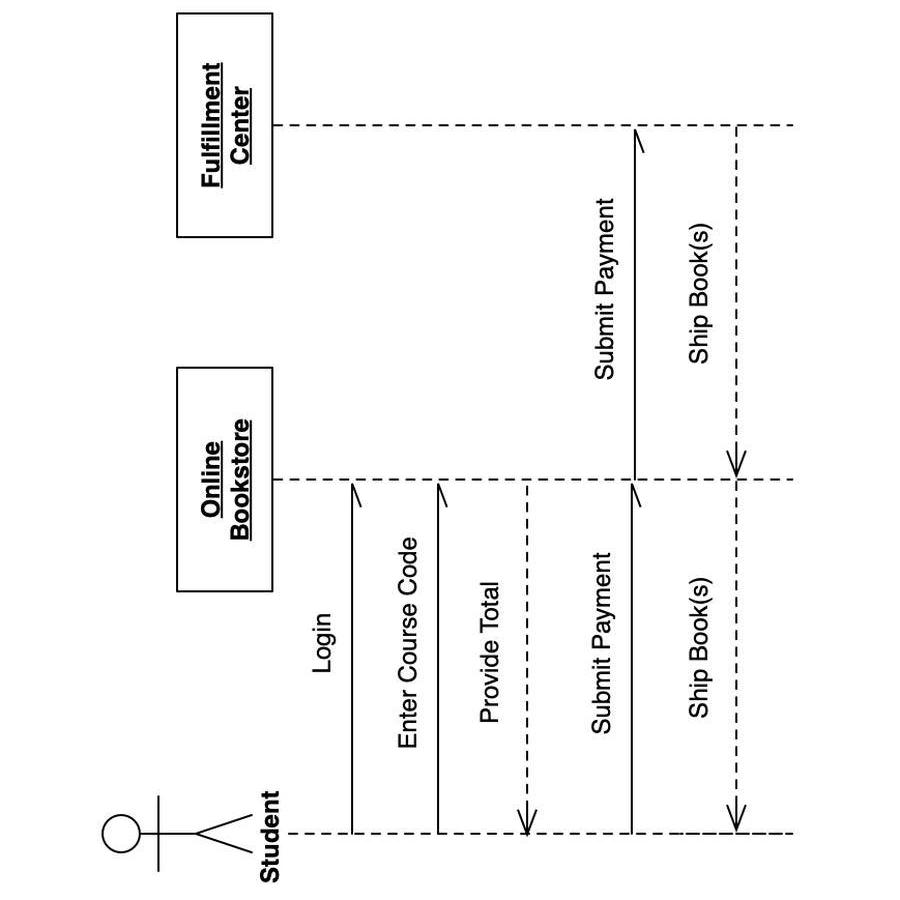 Student
Online
Bookstore
Fulfillment
Center
Login
Enter Course Code
Provide Total
Submit Payment
Submit Payment
Ship Book(s)
Ship Book(s)